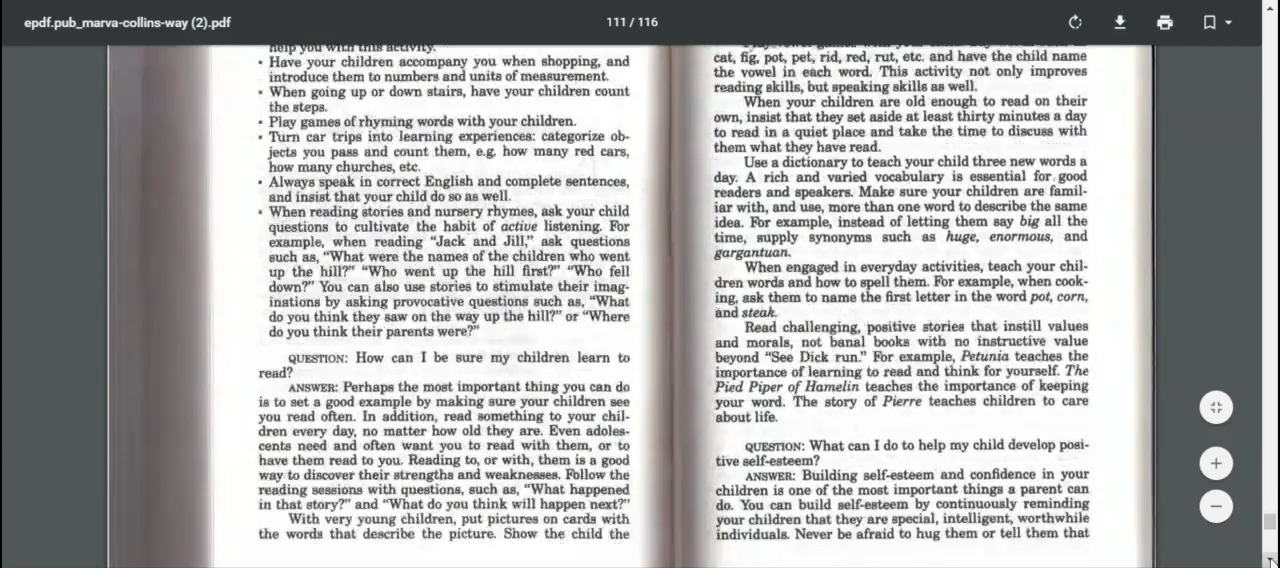 epdf.pub_marva-collins-way (2).pdf
111 / 116
help you with this activity.
• Have your children accompany you when shopping, and
introduce them to numbers and units of measurement.
• When going up or down stairs, have your children count
the steps.
• Play games of rhyming words with your children.
• Turn car trips into learning experiences: categorize ob-
jects you pass and count them, e.g. how many red cars,
how many churches, etc.
• Always speak in correct English and complete sentences,
and insist that your child do so as well.
• When reading stories and nursery rhymes, ask your child
questions to cultivate the habit of active listening. For
example, when reading “Jack and Jill,” ask questions
such as, “What were the names of the children who went
up the hill?” “Who went up the hill first?” “Who fell
down?” You can also use stories to stimulate their imag-
inations by asking provocative questions such as, “What
do you think they saw on the way up the hill?” or “Where
do you think their parents were?”
QUESTION: How can I be sure my children learn to
read?
ANSWER: Perhaps the most important thing you can do
is to set a good example by making sure your children see
you read often. In addition, read something to your chil-
dren every day, no matter how old they are. Even adoles-
cents need and often want you to read with them, or to
have them read to you. Reading to, or with, them is a good
way to discover their strengths and weaknesses. Follow the
reading sessions with questions, such as, “What happened
in that story?” and “What do you think will happen next?”
With very young children, put pictures on cards with
the words that describe the picture. Show the child the
cat, fig, pot, pet, rid, red, rut, etc. and have the child name
the vowel in each word. This activity not only improves
reading skills, but speaking skills as well.
When your children are old enough to read on their
own, insist that they set aside at least thirty minutes a day
to read in a quiet place and take the time to discuss with
them what they have read.
Use a dictionary to teach your child three new words a
day. A rich and varied vocabulary is essential for good
readers and speakers. Make sure your children are famil-
iar with, and use, more than one word to describe the same
idea. For example, instead of letting them say big all the
time, supply synonyms such as huge, enormous, and
gargantuan.
When engaged in everyday activities, teach your chil-
dren words and how to spell them. For example, when cook-
ing, ask them to name the first letter in the word pot, corn,
and steak.
Read challenging, positive stories that instill values
and morals, not banal books with no instructive value
beyond “See Dick run.” For example, Petunia teaches the
importance of learning to read and think for yourself. The
Pied Piper of Hamelin teaches the importance of keeping
your word. The story of Pierre teaches children to care
about life.
QUESTION: What can I do to help my child develop posi-
tive self-esteem?
ANSWER: Building self-esteem and confidence in your
children is one of the most important things a parent can
do. You can build self-esteem by continuously reminding
your children that they are special, intelligent, worthwhile
individuals. Never be afraid to hug them or tell them that